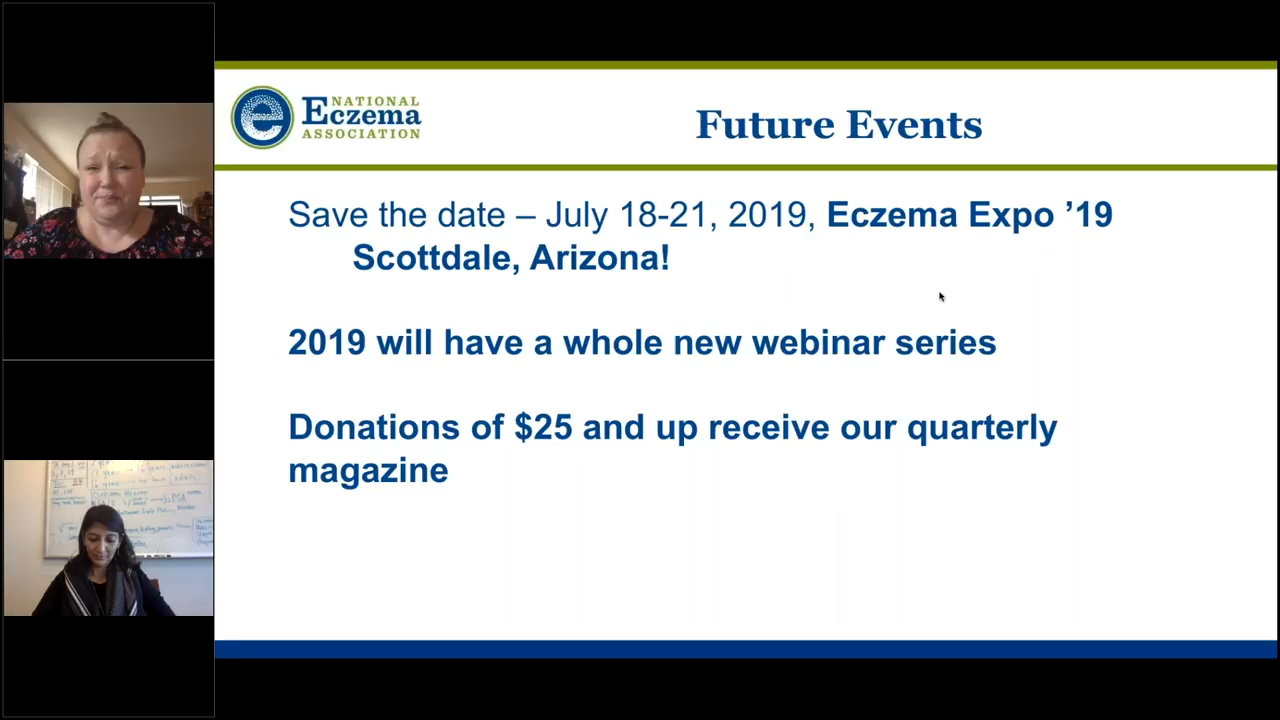 NATIONAL
Eczema
ASSOCIATION
Future Events
Save the date – July 18-21, 2019, Eczema Expo ’19
Scottdale, Arizona!
2019 will have a whole new webinar series
Donations of $25 and up receive our quarterly
magazine